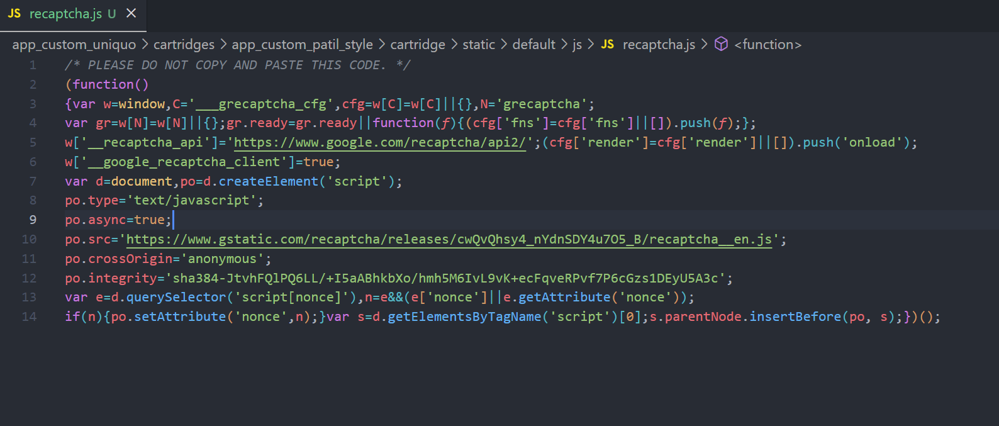 JS recaptcha.js U ×
app_custom_uniquo > cartridges > app_custom_patil_style > cartridge > static > default > js > JS recaptcha.js > <function>
1 /* PLEASE DO NOT COPY AND PASTE THIS CODE. */
2 (function()
3 {var w=window,C='___grecaptcha_cfg',cfg=w[C]=w[C]||{},N='grecaptcha';
4 var gr=w[N]=w[N]||{};gr.ready=gr.ready||function(f){(cfg['fns']=cfg['fns']||[]).push(f);};
5 w['__recaptcha_api']='https://www.google.com/recaptcha/api2/';(cfg['render']=cfg['render']||[]).push('onload');
6 w['__google_recaptcha_client']=true;
7 var d=document,po=d.createElement('script');
8 po.type='text/javascript';
9 po.async=true;
10 po.src='https://www.gstatic.com/recaptcha/releases/cwQvQhsy4_nYdnSDY4u7O5_B/recaptcha__en.js';
11 po.crossOrigin='anonymous';
12 po.integrity='sha384-JtvhFQlPQ6LL/+I5aABhkbXo/hmh5M6IvL9vK+ecFqveRPvf7P6cGzs1DEyU5A3c';
13 var e=d.querySelector('script[nonce]'),n=e&&(e['nonce']||e.getAttribute('nonce'));
14 if(n){po.setAttribute('nonce',n);}var s=d.getElementsByTagName('script')[0];s.parentNode.insertBefore(po, s);})();